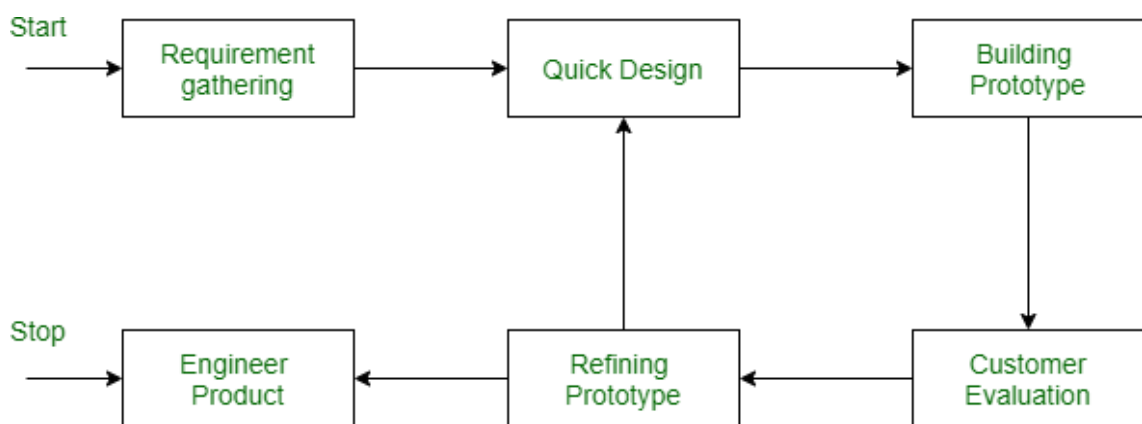 Start
Requirement
gathering
Quick Design
Building
Prototype
Stop
Engineer
Product
Refining
Prototype
Customer
Evaluation